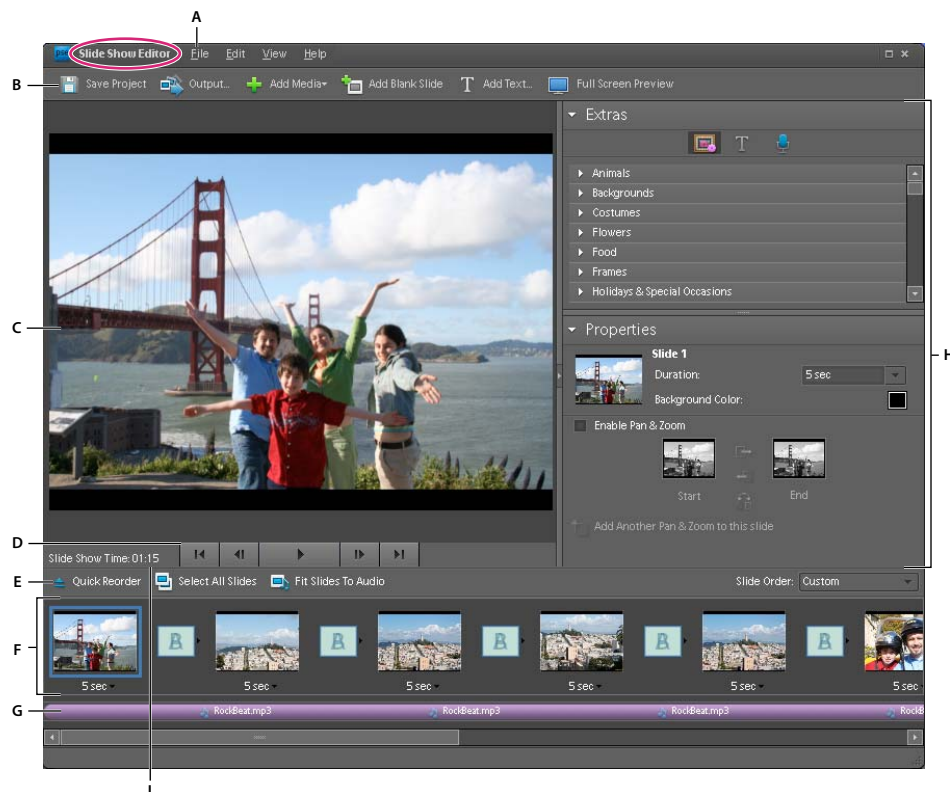 A
Slide Show Editor File Edit View Help
B
Save Project Output... Add Media Add Blank Slide T Add Text... Full Screen Preview
Extras
T
Animals
Backgrounds
Costumes
Flowers
Food
Frames
Holidays & Special Occasions
C
H
Properties
Slide 1
Duration: 5 sec
Background Color:
Enable Pan & Zoom
Start End
Add Another Pan & Zoom to this slide
D
Slide Show Time: 01:15
E
Quick Reorder Select All Slides Fit Slides To Audio Slide Order: Custom
F
B B B B B
5 sec 5 sec 5 sec 5 sec 5 sec 5 sec
G
RockBeat.mp3 RockBeat.mp3 RockBeat.mp3 RockB
I